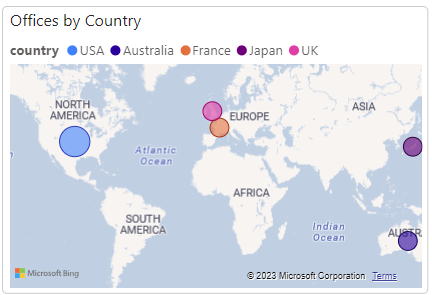 Offices by Country
country USA Australia France Japan UK
NORTH
AMERICA
EUROPE
ASIA
Atlantic
Ocean
AFRICA
SOUTH
AMERICA
Indian
Ocean
AUSTR
Microsoft Bing
© 2023 Microsoft Corporation Terms